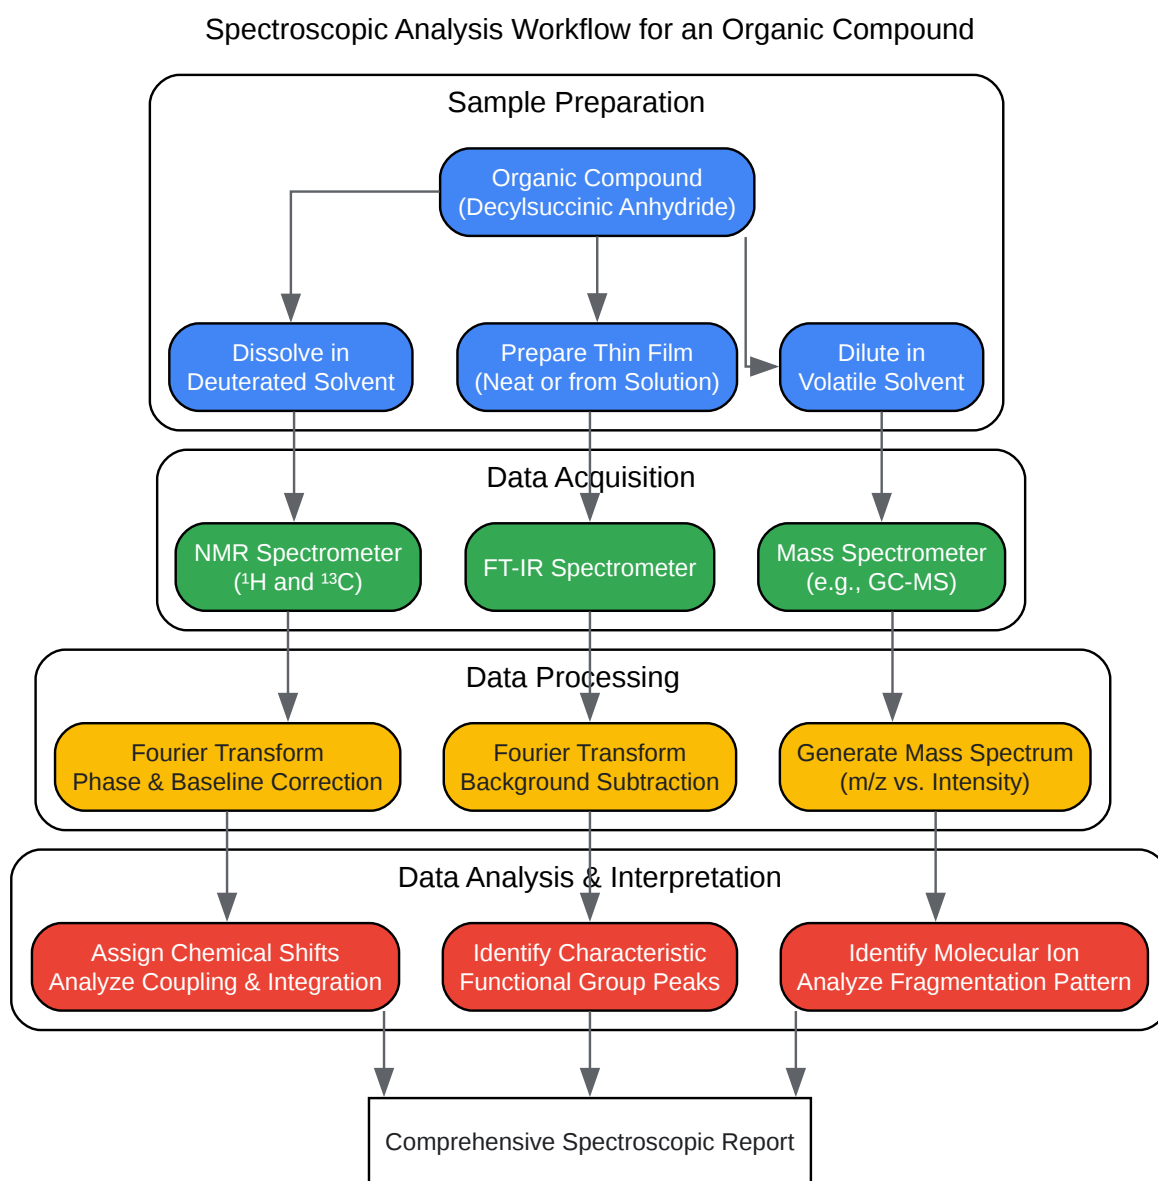 Spectroscopic Analysis Workflow for an Organic Compound
Sample Preparation
Organic Compound
(Decylsuccinic Anhydride)
Dissolve in
Deuterated Solvent
Prepare Thin Film
(Neat or from Solution)
Dilute in
Volatile Solvent
Data Acquisition
NMR Spectrometer
(¹H and ¹³C)
FT-IR Spectrometer
Mass Spectrometer
(e.g., GC-MS)
Data Processing
Fourier Transform
Phase & Baseline Correction
Fourier Transform
Background Subtraction
Generate Mass Spectrum
(m/z vs. Intensity)
Data Analysis & Interpretation
Assign Chemical Shifts
Analyze Coupling & Integration
Identify Characteristic
Functional Group Peaks
Identify Molecular Ion
Analyze Fragmentation Pattern
Comprehensive Spectroscopic Report